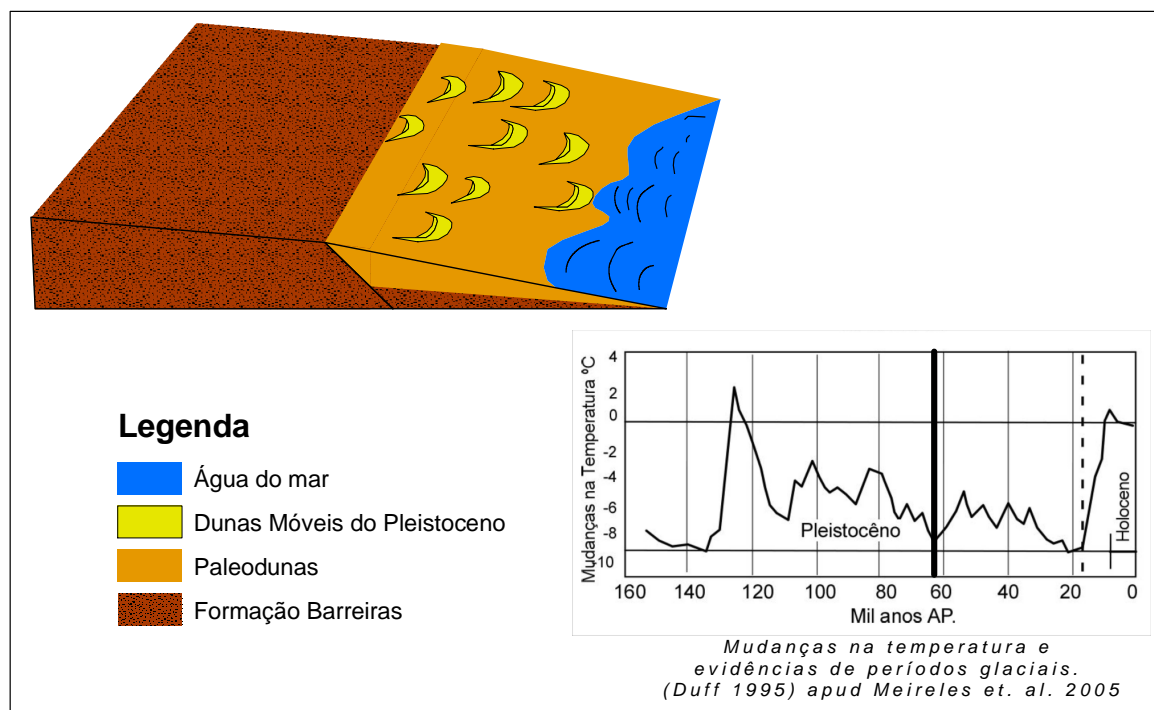 Legenda
Água do mar
Dunas Móveis do Pleistoceno
Paleodunas
Formação Barreiras
Mudanças na Temperatura ºC
4
2
0
-2
-4
-6
-8
-10
Pleistocêno
Holoceno
160 140 120 100 80 60 40 20 0
Mil anos AP.
Mudanças na temperatura e
evidências de períodos glaciais.
(Duff 1995) apud Meireles et. al. 2005